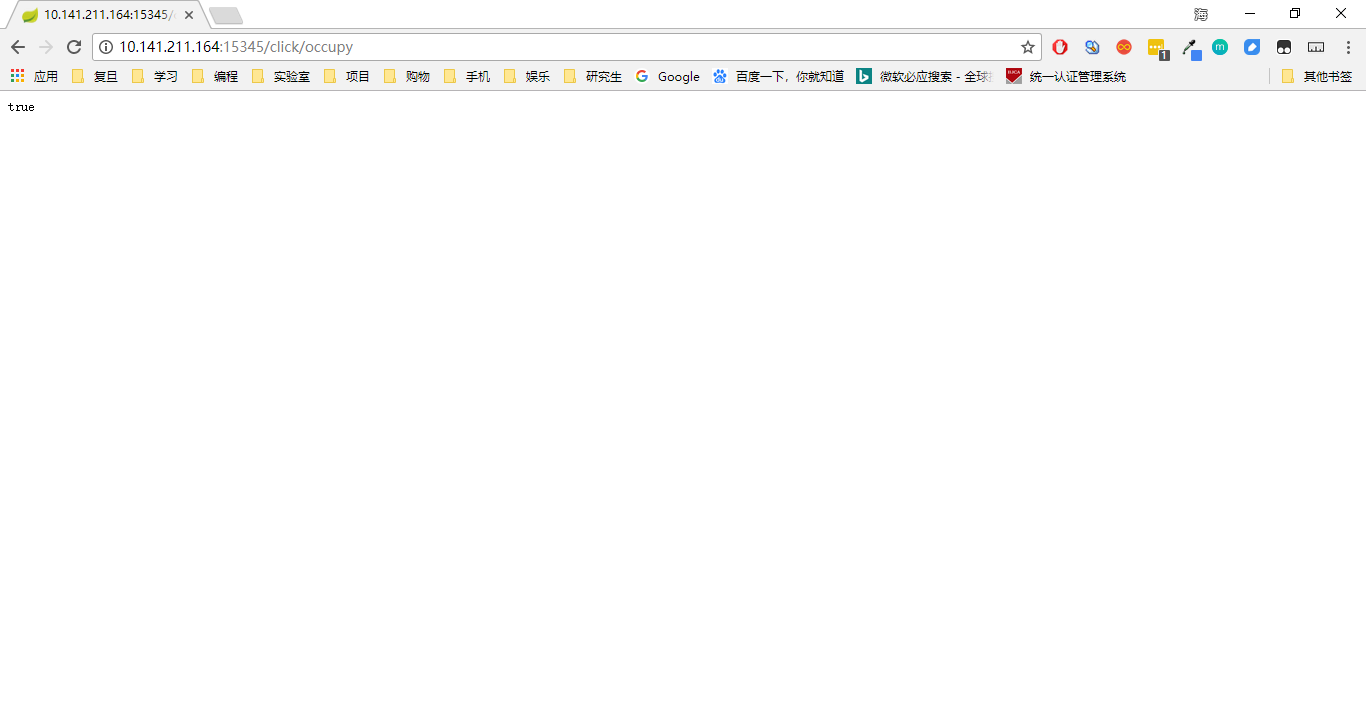 10.141.211.164:15345/
海
10.141.211.164:15345/click/occupy
1
m
应用 复旦 学习 编程 实验室 项目 购物 手机 娱乐 研究生 Google 百度一下，你就知道 微软必应搜索 - 全球 统一认证管理系统 其他书签
true